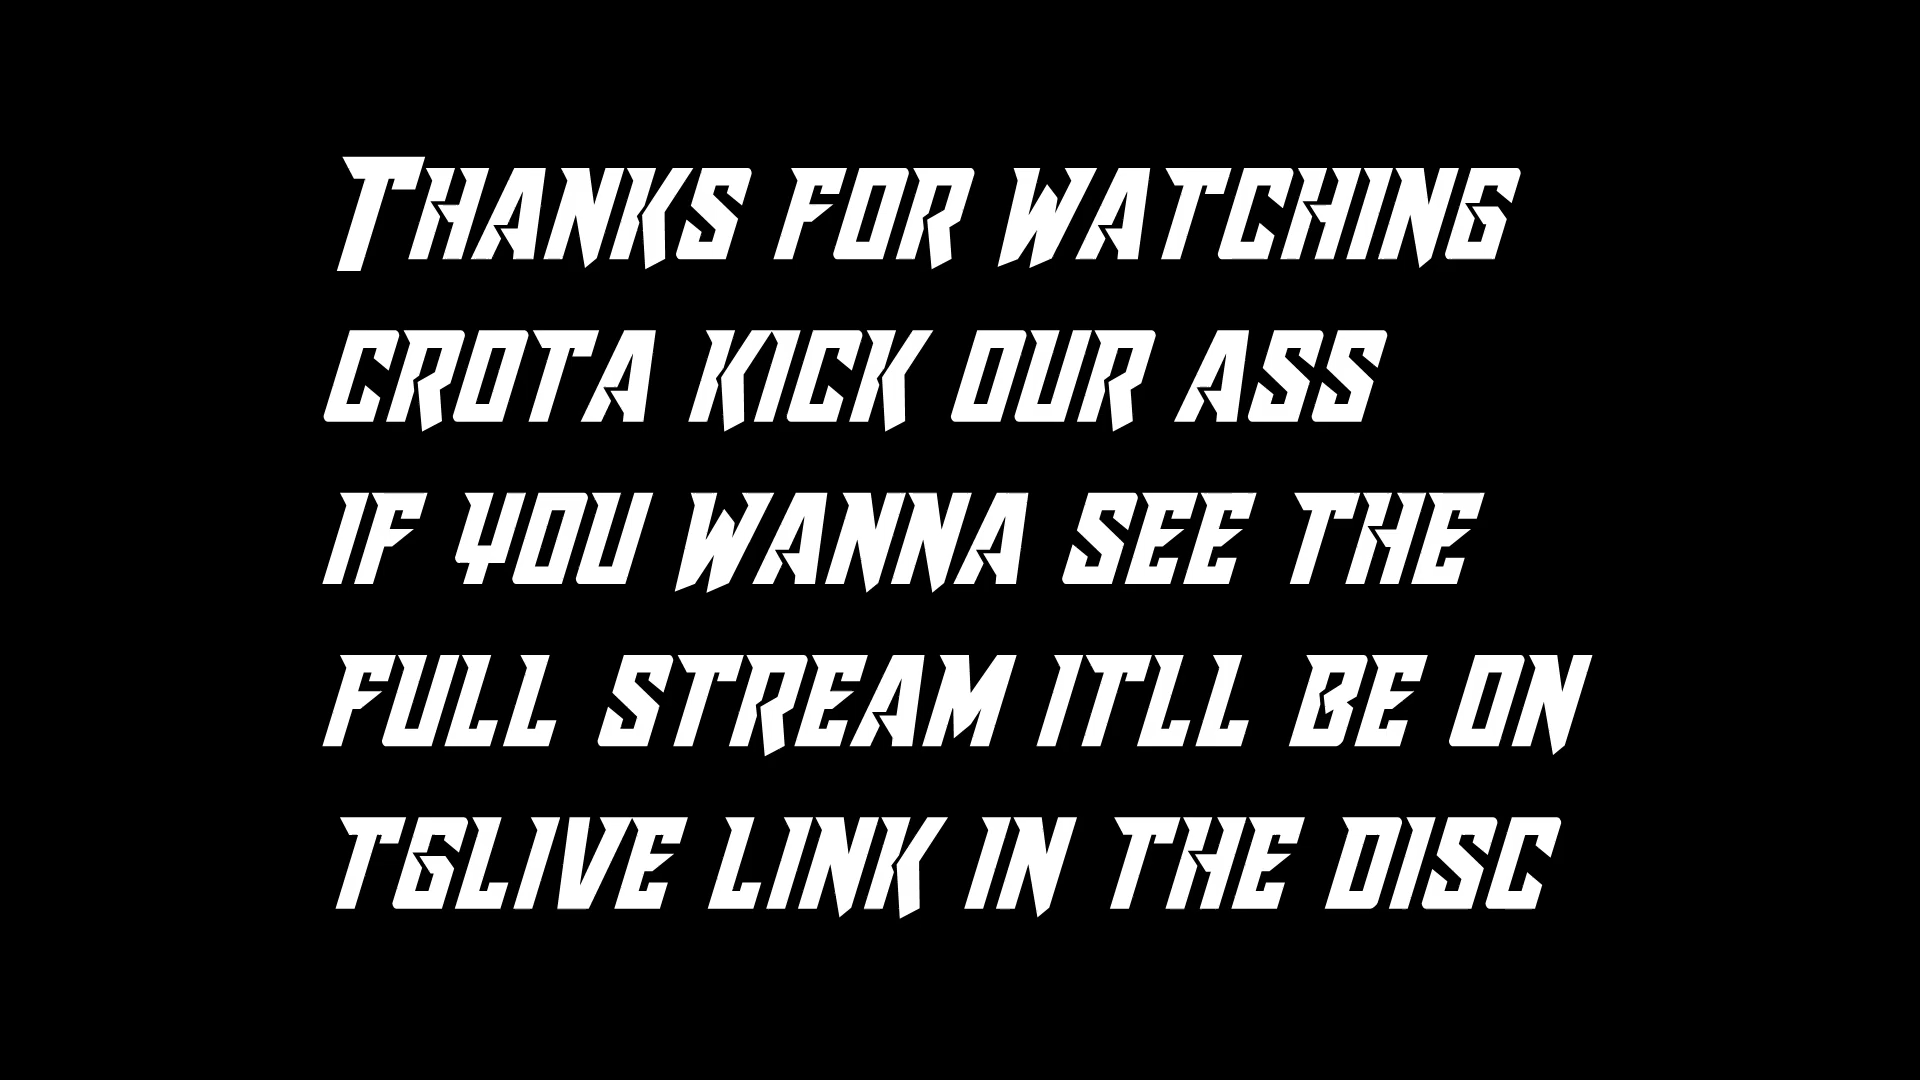 Thanks for watching
crota kick our ass
if you wanna see the
full stream itll be on
tglive link in the disc